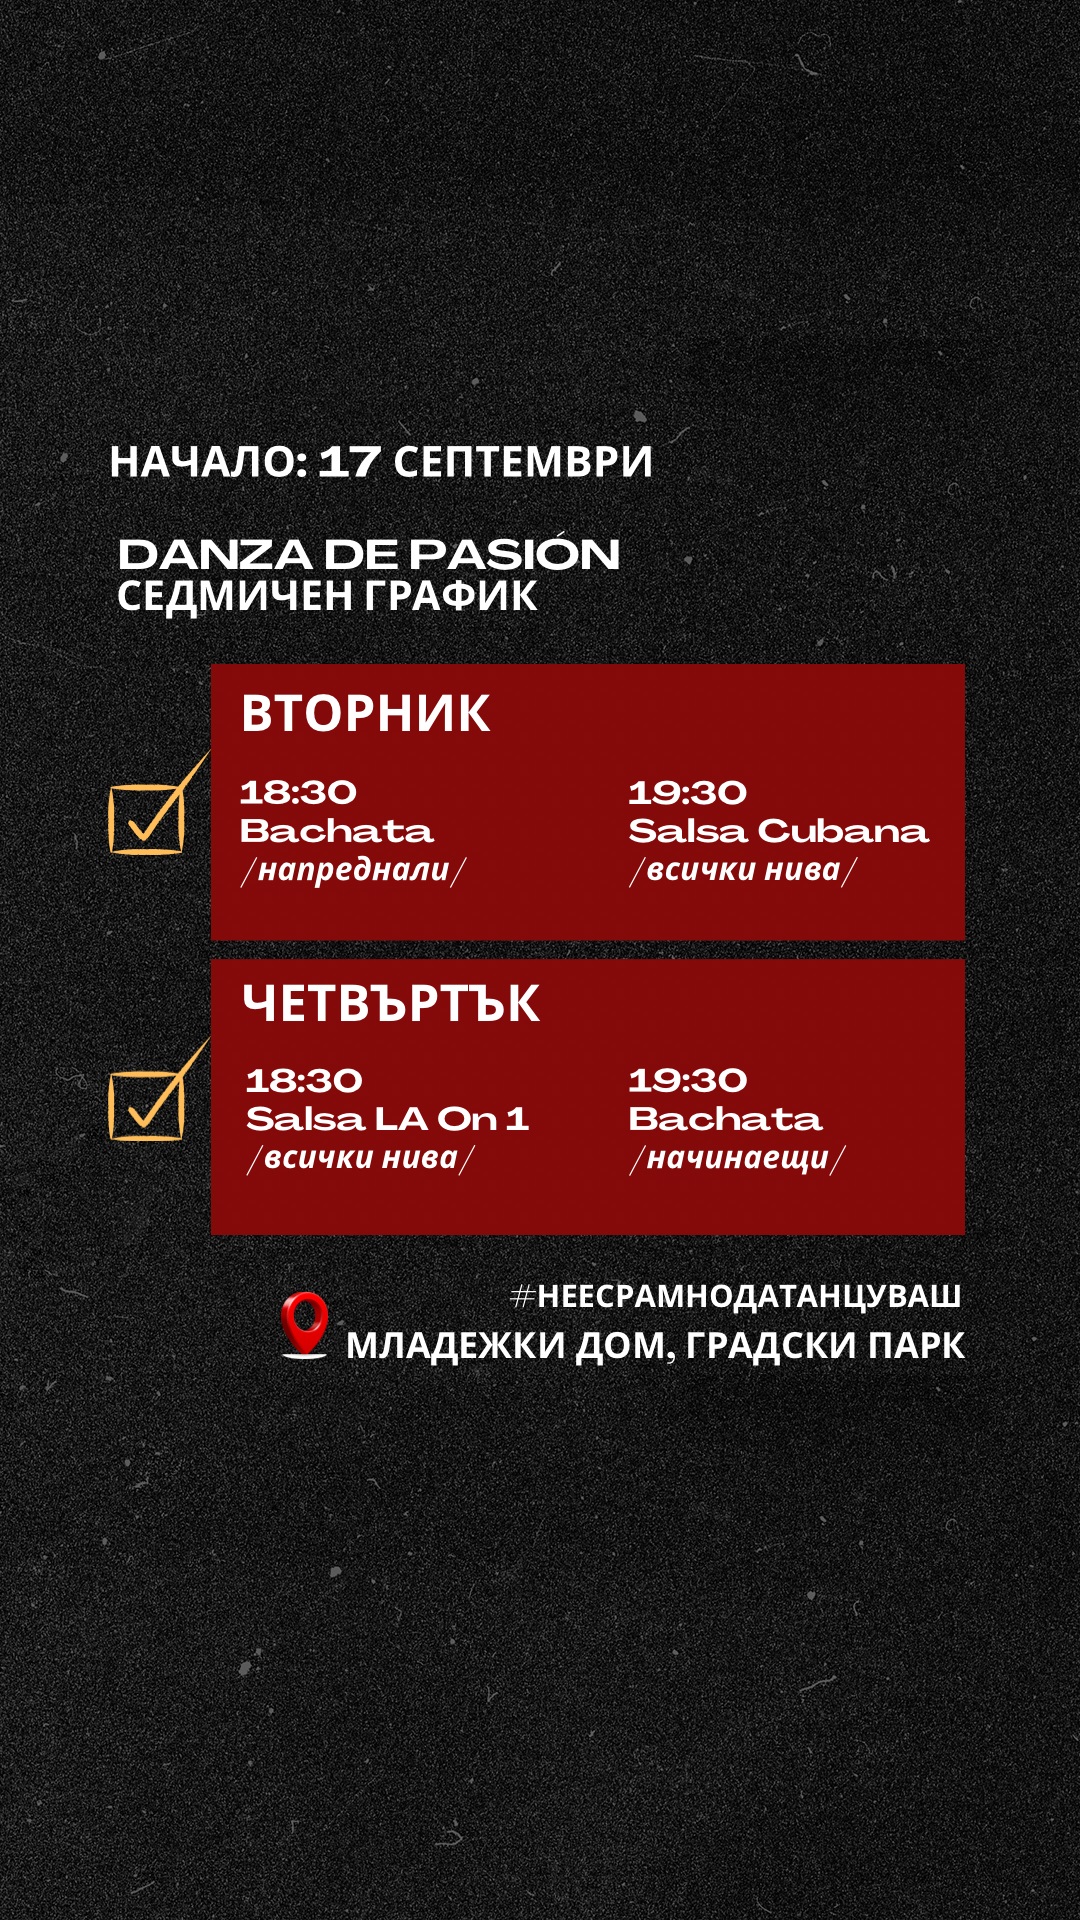 НАЧАЛО: 17 СЕПТЕМВРИ
DANZA DE PASIÓN
СЕДМИЧЕН ГРАФИК
ВТОРНИК
18:30
Bachata
/напреднали/
19:30
Salsa Cubana
/всички нива/
ЧЕТВЪРТЪК
18:30
Salsa LA On 1
/всички нива/
19:30
Bachata
/начинаещи/
#НЕЕСРАМНОДАТАНЦУВАШ
МЛАДЕЖКИ ДОМ, ГРАДСКИ ПАРК